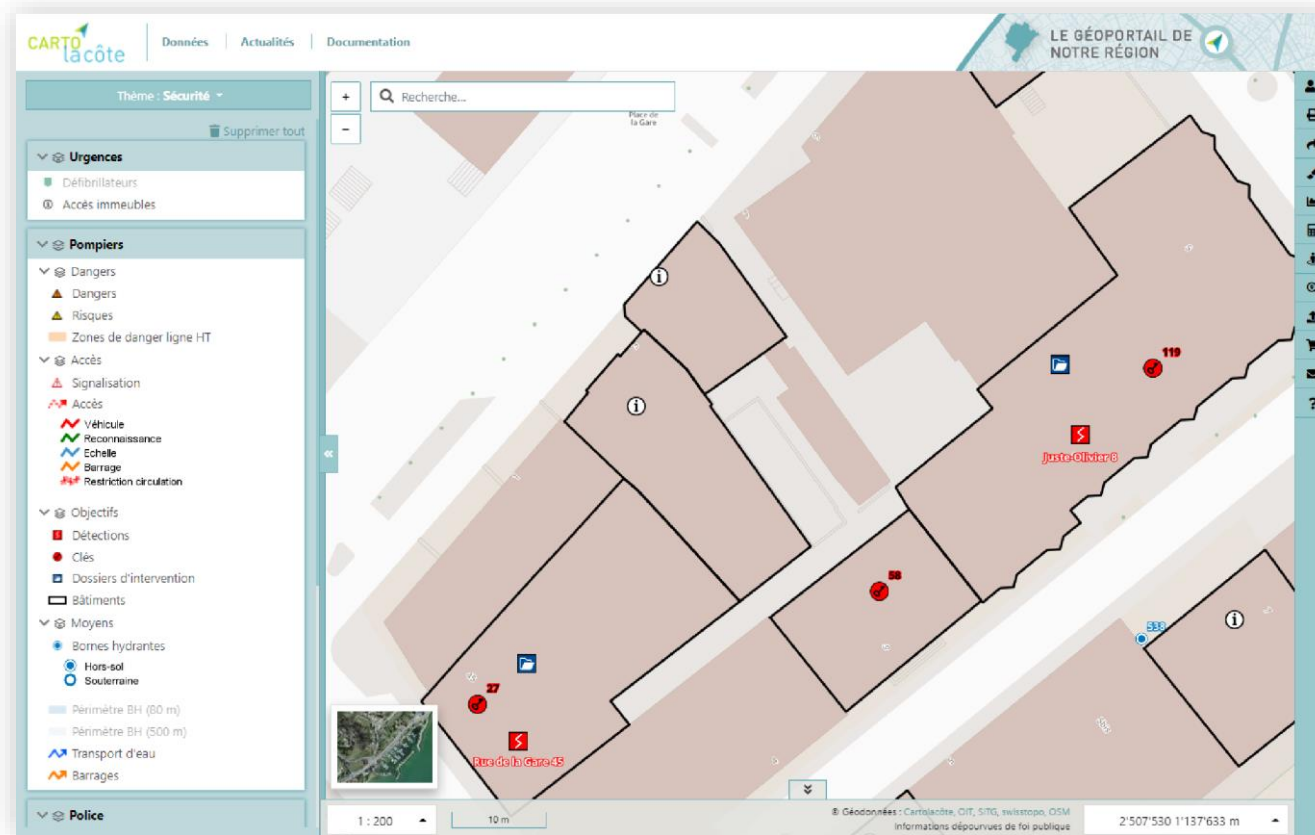 CARTO
lacôte
Données
Actualités
Documentation
LE GÉOPORTAIL DE
NOTRE RÉGION
Thème : Sécurité
Supprimer tout
Urgences
Défibrillateurs
Accès immeubles
Pompiers
Dangers
Dangers
Risques
Zones de danger ligne HT
Accès
Signalisation
Accès
Véhicule
Reconnaissance
Echelle
Barrage
Restriction circulation
Objectifs
Détections
Clés
Dossiers d'intervention
Bâtiments
Moyens
Bornes hydrantes
Hors-sol
Souterraine
Périmètre BH (80 m)
Périmètre BH (500 m)
Transport d'eau
Barrages
Police
+
Recherche...
-
Place de
la Gare
119
Juste-Olivier 8
58
538
27
Rue de la Gare 45
1 : 200
10 m
© Géodonnées : Cartolacôte, OIT, SITG, swisstopo, OSM
Informations dépourvues de foi publique
2'507'530 1'137'633 m